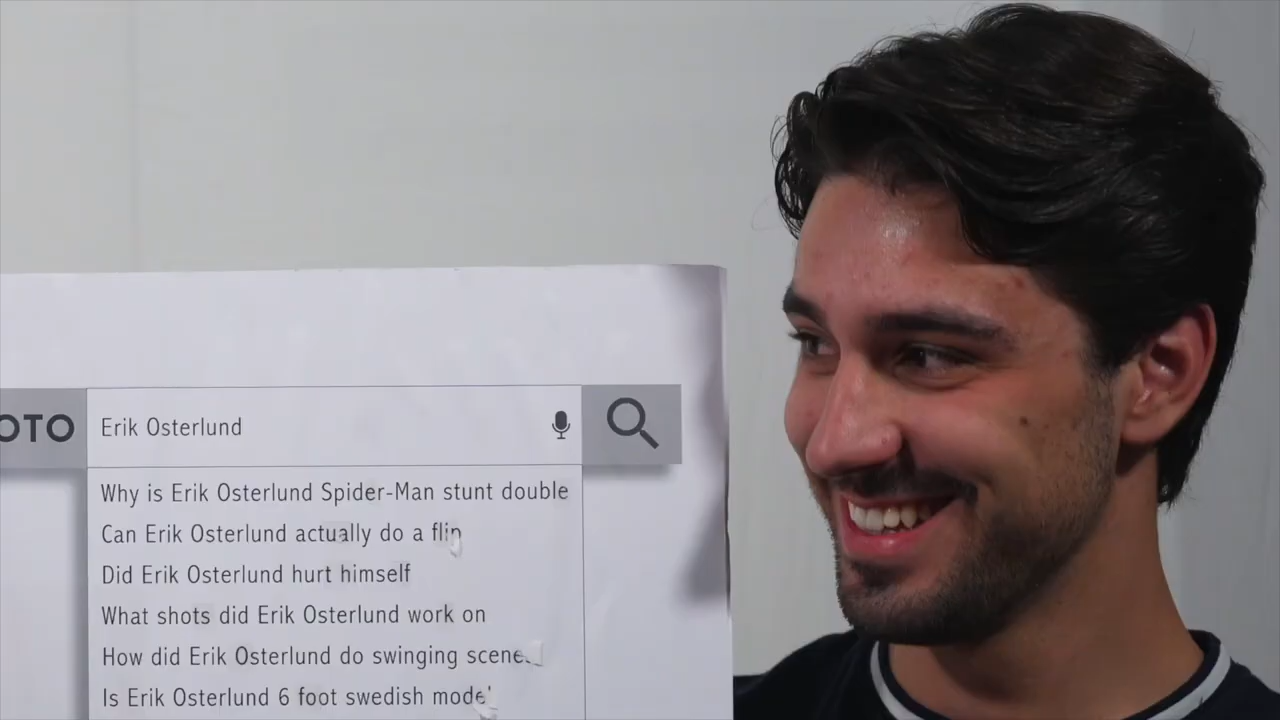 OTO
Erik Osterlund
Why is Erik Osterlund Spider-Man stunt double
Can Erik Osterlund actually do a flip
Did Erik Osterlund hurt himself
What shots did Erik Osterlund work on
How did Erik Osterlund do swinging scenes
Is Erik Osterlund 6 foot swedish model